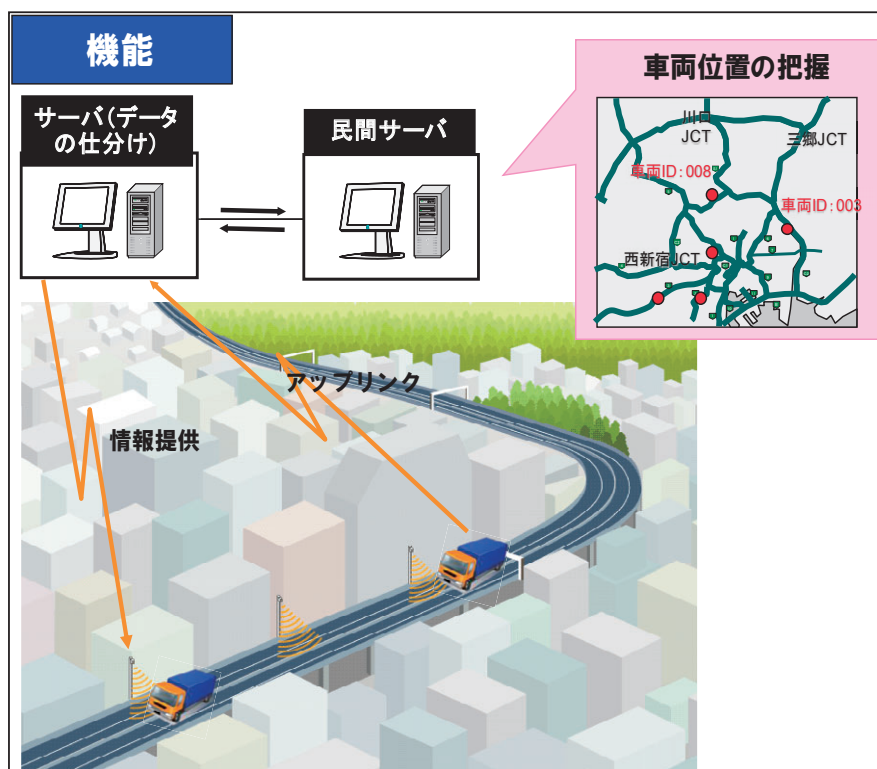 機能
サーバ(データ
の仕分け)
民間サーバ
車両位置の把握
川口
JCT
三郷JCT
車両ID:008
車両ID:003
西新宿JCT
アップリンク
情報提供